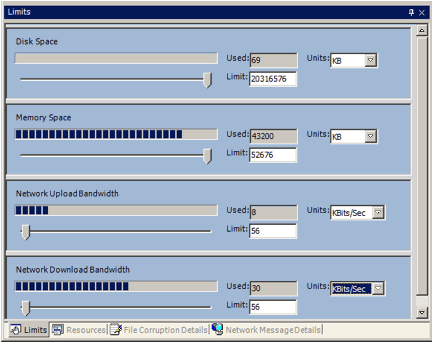 Limits
Disk Space
Used: 69 Units: KB
Limit: 20316576
Memory Space
Used: 43200 Units: KB
Limit: 52676
Network Upload Bandwidth
Used: 8 Units: KBits/Sec
Limit: 56
Network Download Bandwidth
Used: 30 Units: KBits/Sec
Limit: 56
Limits Resources File Corruption Details Network Message Details